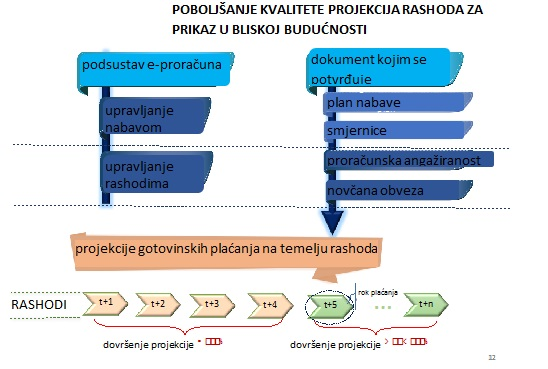 POBOLJŠANJE KVALITETE PROJEKCIJA RASHODA ZA
PRIKAZ U BLISKOJ BUDUĆNOSTI
podsustav e-proračuna
upravljanje
nabavom
upravljanje
rashodima
dokument kojim se
potvrđuje
plan nabave
smjernice
proračunska angažiranost
novčana obveza
projekcije gotovinskih plaćanja na temelju rashoda
rok plaćanja
RASHODI
t+1
t+2
t+3
t+4
t+5
...
t+n
dovršenje projekcije
dovršenje projekcije
12